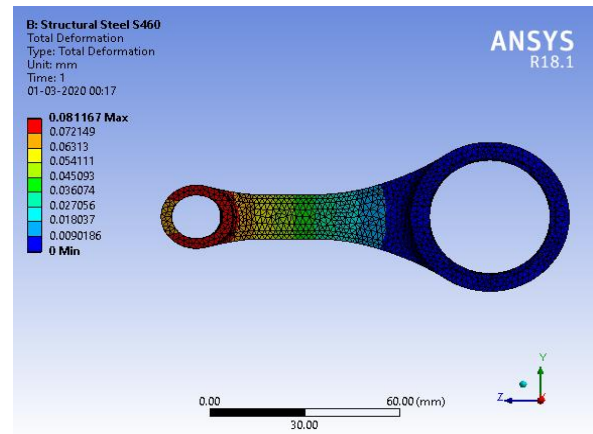 B: Structural Steel S460
Total Deformation
Type: Total Deformation
Unit: mm
Time: 1
01-03-2020 00:17
ANSYS
R18.1
0.081167 Max
0.072149
0.06313
0.054111
0.045093
0.036074
0.027056
0.018037
0.0090186
0 Min
0.00
60.00 (mm)
30.00
Y
Z
X